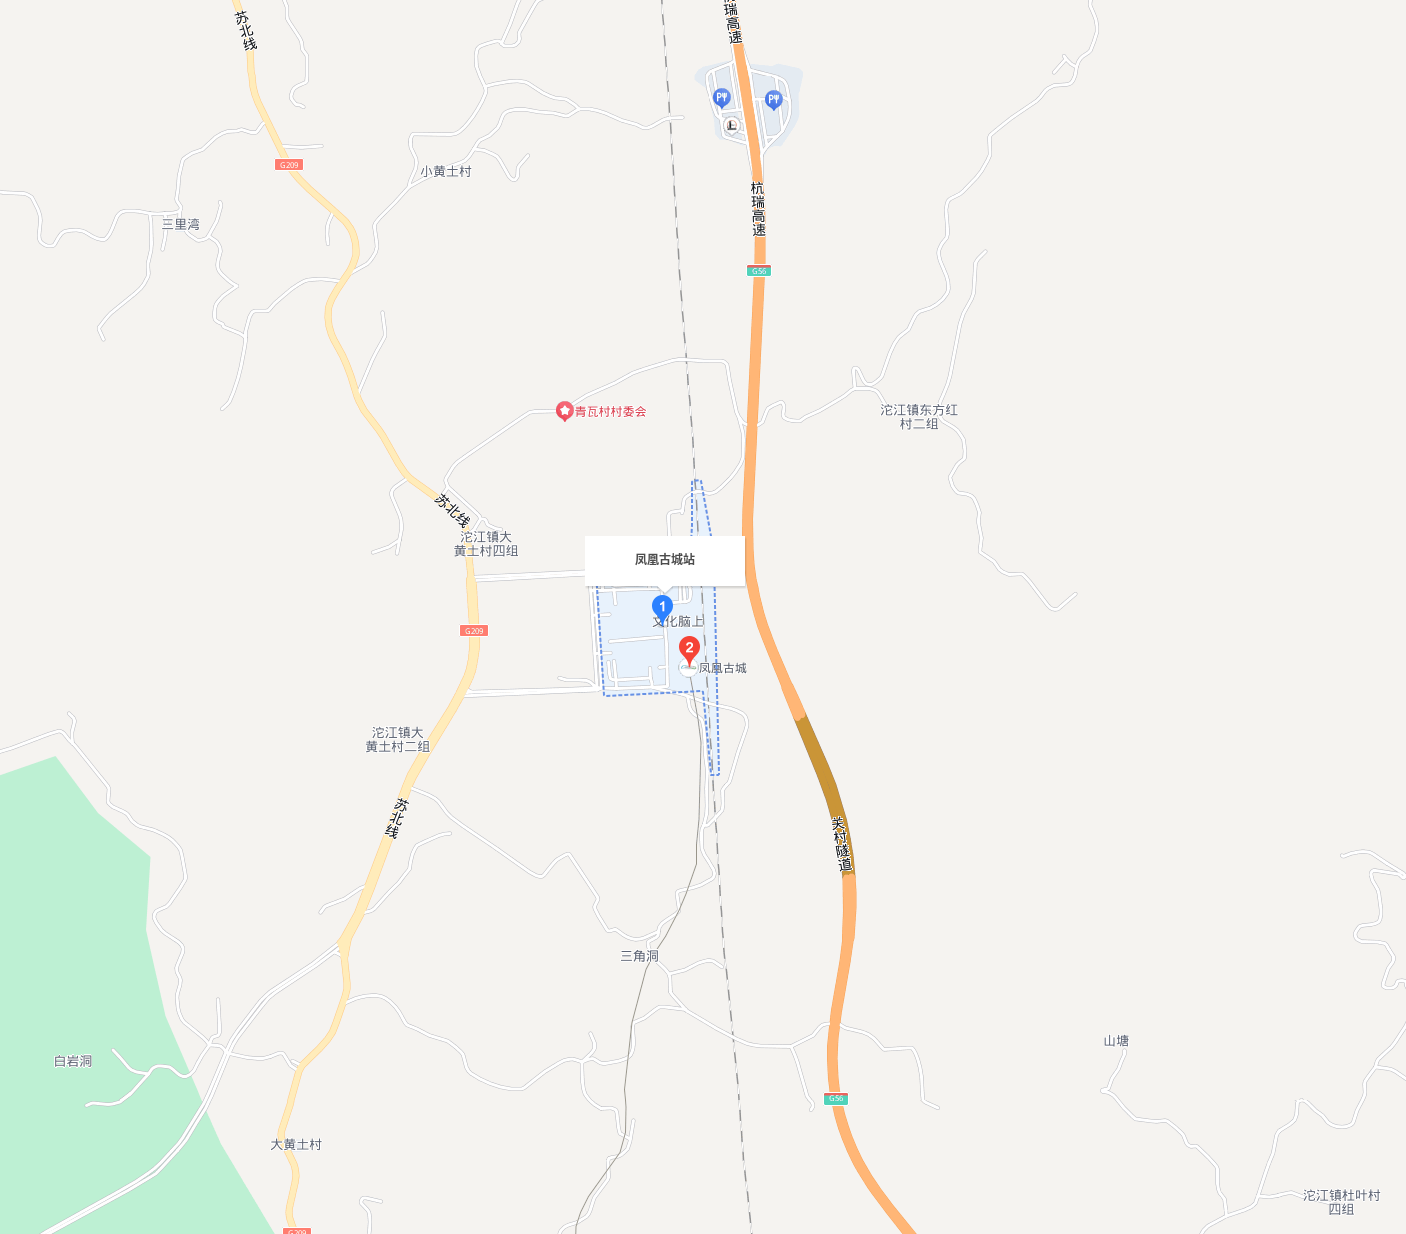 苏北线
杭瑞高速
G209
小黄土村
三里湾
杭瑞高速
G56
青瓦村村委会
沱江镇东方红
村二组
苏北线
沱江镇大
黄土村四组
凤凰古城站
1
文化脑上
G209
2
凤凰古城
沱江镇大
黄土村二组
苏北线
关村隧道
三角洞
白岩洞
山塘
G56
大黄土村
沱江镇杜叶村
四组
G209